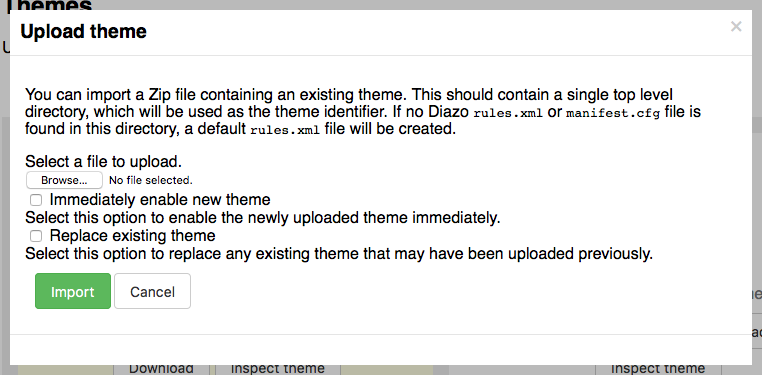 Themes
Upload theme
×
You can import a Zip file containing an existing theme. This should contain a single top level
directory, which will be used as the theme identifier. If no Diazo rules.xml or manifest.cfg file is
found in this directory, a default rules.xml file will be created.
Select a file to upload.
Browse... No file selected.
Immediately enable new theme
Select this option to enable the newly uploaded theme immediately.
Replace existing theme
Select this option to replace any existing theme that may have been uploaded previously.
Import Cancel
Download Inspect theme Inspect theme